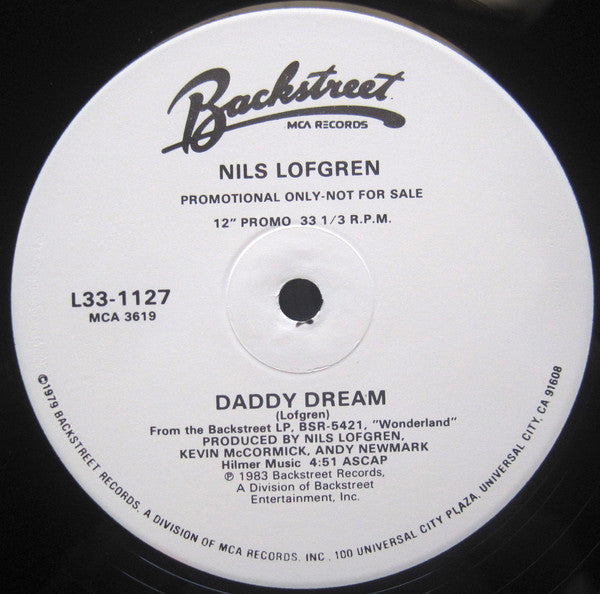 Backstreet
MCA RECORDS
NILS LOFGREN
PROMOTIONAL ONLY-NOT FOR SALE
12" PROMO 33 1/3 R.P.M.
L33-1127
MCA 3619
DADDY DREAM
(Lofgren)
From the Backstreet LP, BSR-5421, "Wonderland"
PRODUCED BY NILS LOFGREN,
KEVIN McCORMICK, ANDY NEWMARK
Hilmer Music 4:51 ASCAP
℗ 1983 Backstreet Records,
A Division of Backstreet
Entertainment, Inc.
©1979 BACKSTREET RECORDS, A DIVISION OF MCA RECORDS, INC., 100 UNIVERSAL CITY PLAZA, UNIVERSAL CITY, CA 91608